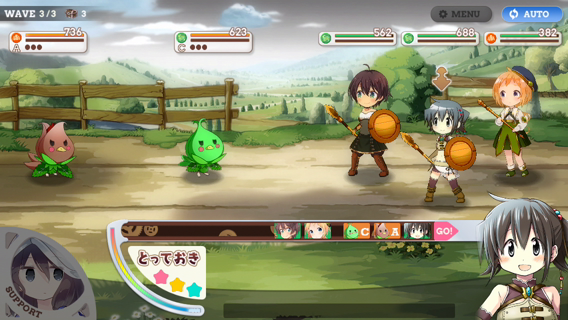 WAVE 3/3 3
MENU
AUTO
736
A
623
C
562
688
382
C
A
GO!
とっておき
SUPPORT